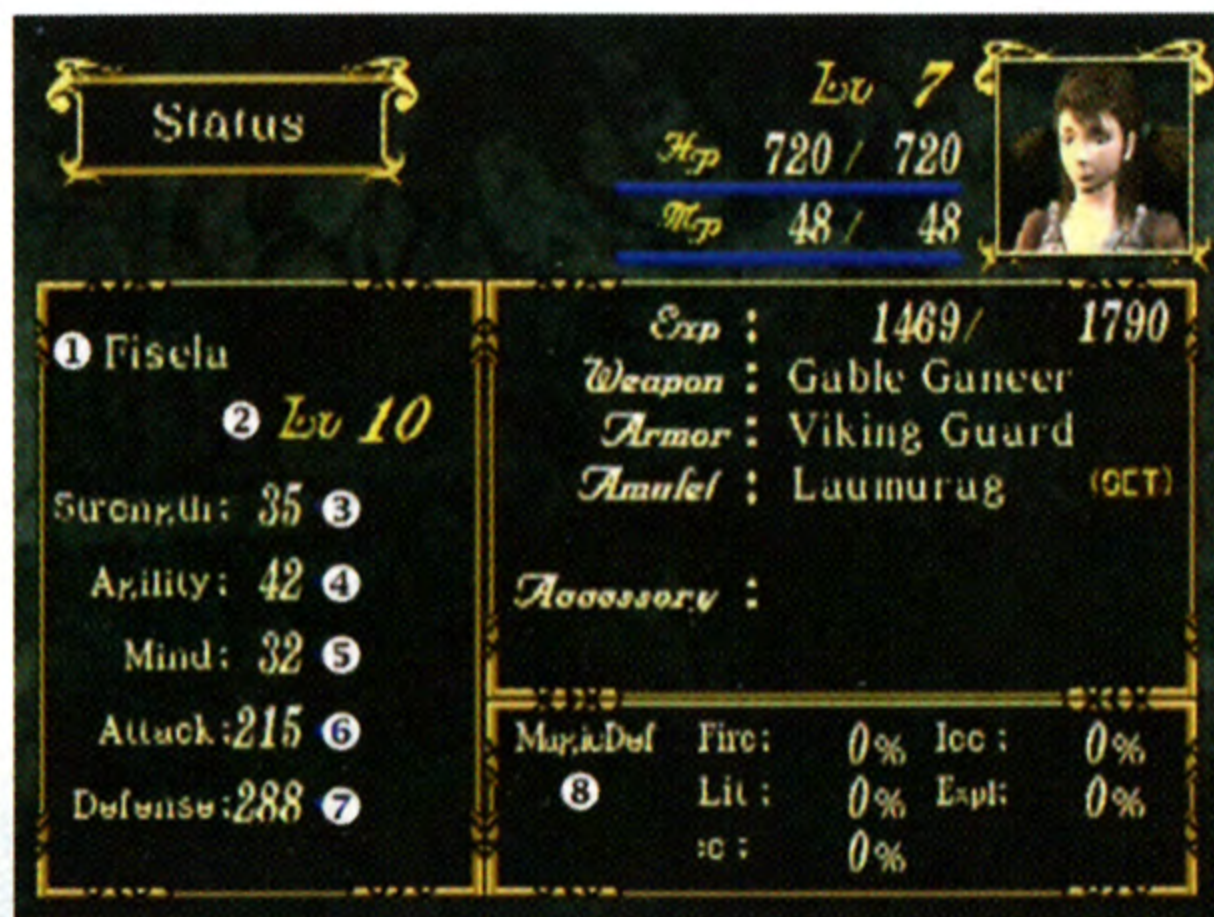 Status
Lv 7
Hp 720 / 720
Mp 48 / 48
① Fisela
② Lv 10
Strength: 35 ③
Agility: 42 ④
Mind: 32 ⑤
Attack: 215 ⑥
Defense: 288 ⑦
Exp : 1469/ 1790
Weapon : Gable Ganeer
Armor : Viking Guard
Amulet : Laumurag (SET)
Accessory :
MagicDef Fire: 0% Ice : 0%
⑧ Lit : 0% Expl: 0%
0%